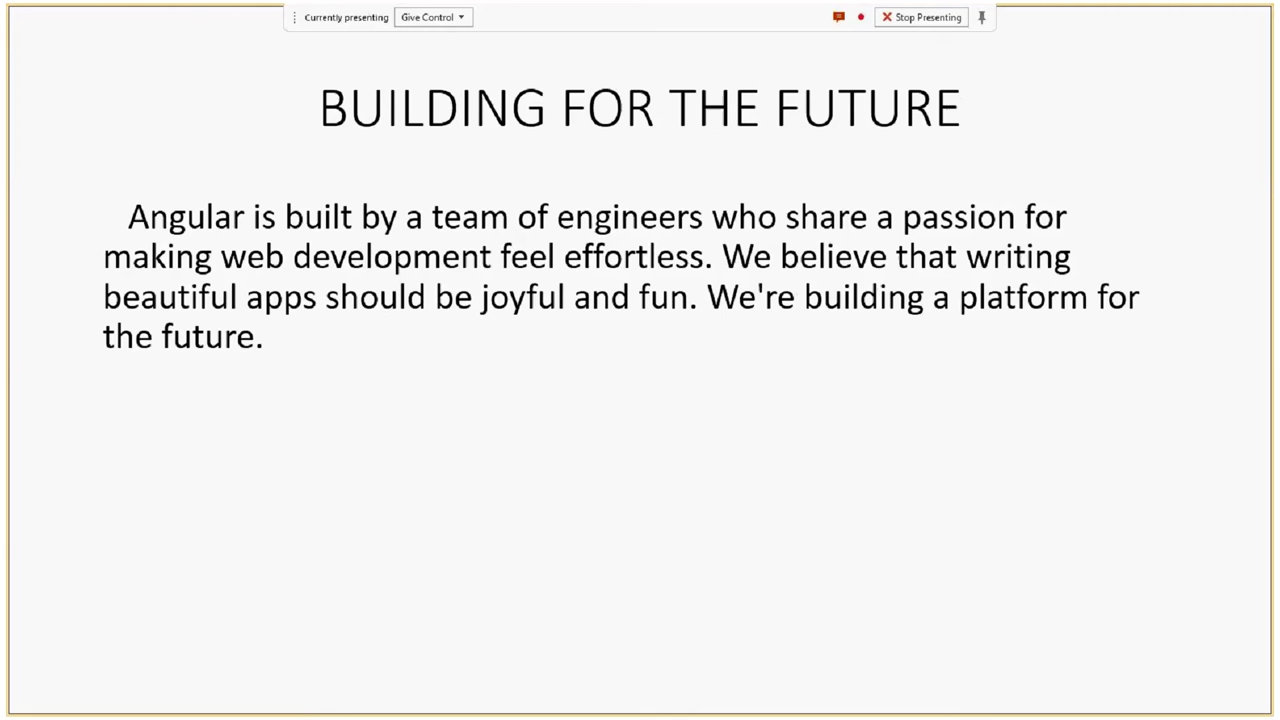 Currently presenting Give Control Stop Presenting
BUILDING FOR THE FUTURE
Angular is built by a team of engineers who share a passion for
making web development feel effortless. We believe that writing
beautiful apps should be joyful and fun. We're building a platform for
the future.